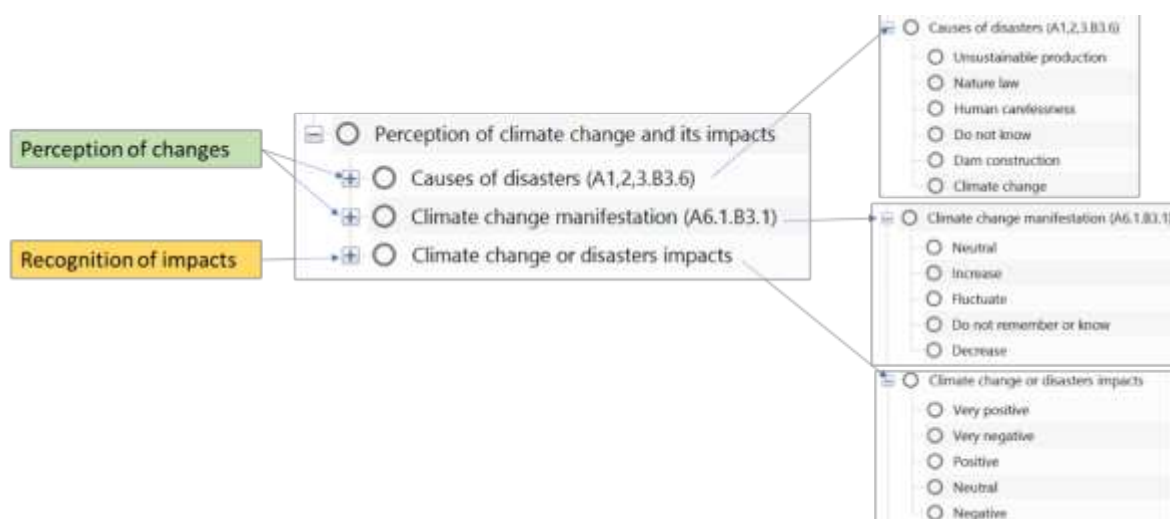 Perception of changes
Recognition of impacts
Perception of climate change and its impacts
Causes of disasters (A1,2,3.B3.6)
Climate change manifestation (A6.1.B3.1)
Climate change or disasters impacts
Causes of disasters (A1,2,3.B3.6)
Unsustainable production
Nature law
Human carelessness
Do not know
Dam construction
Climate change
Climate change manifestation (A6.1.B3.1)
Neutral
Increase
Fluctuate
Do not remember or know
Decrease
Climate change or disasters impacts
Very positive
Very negative
Positive
Neutral
Negative